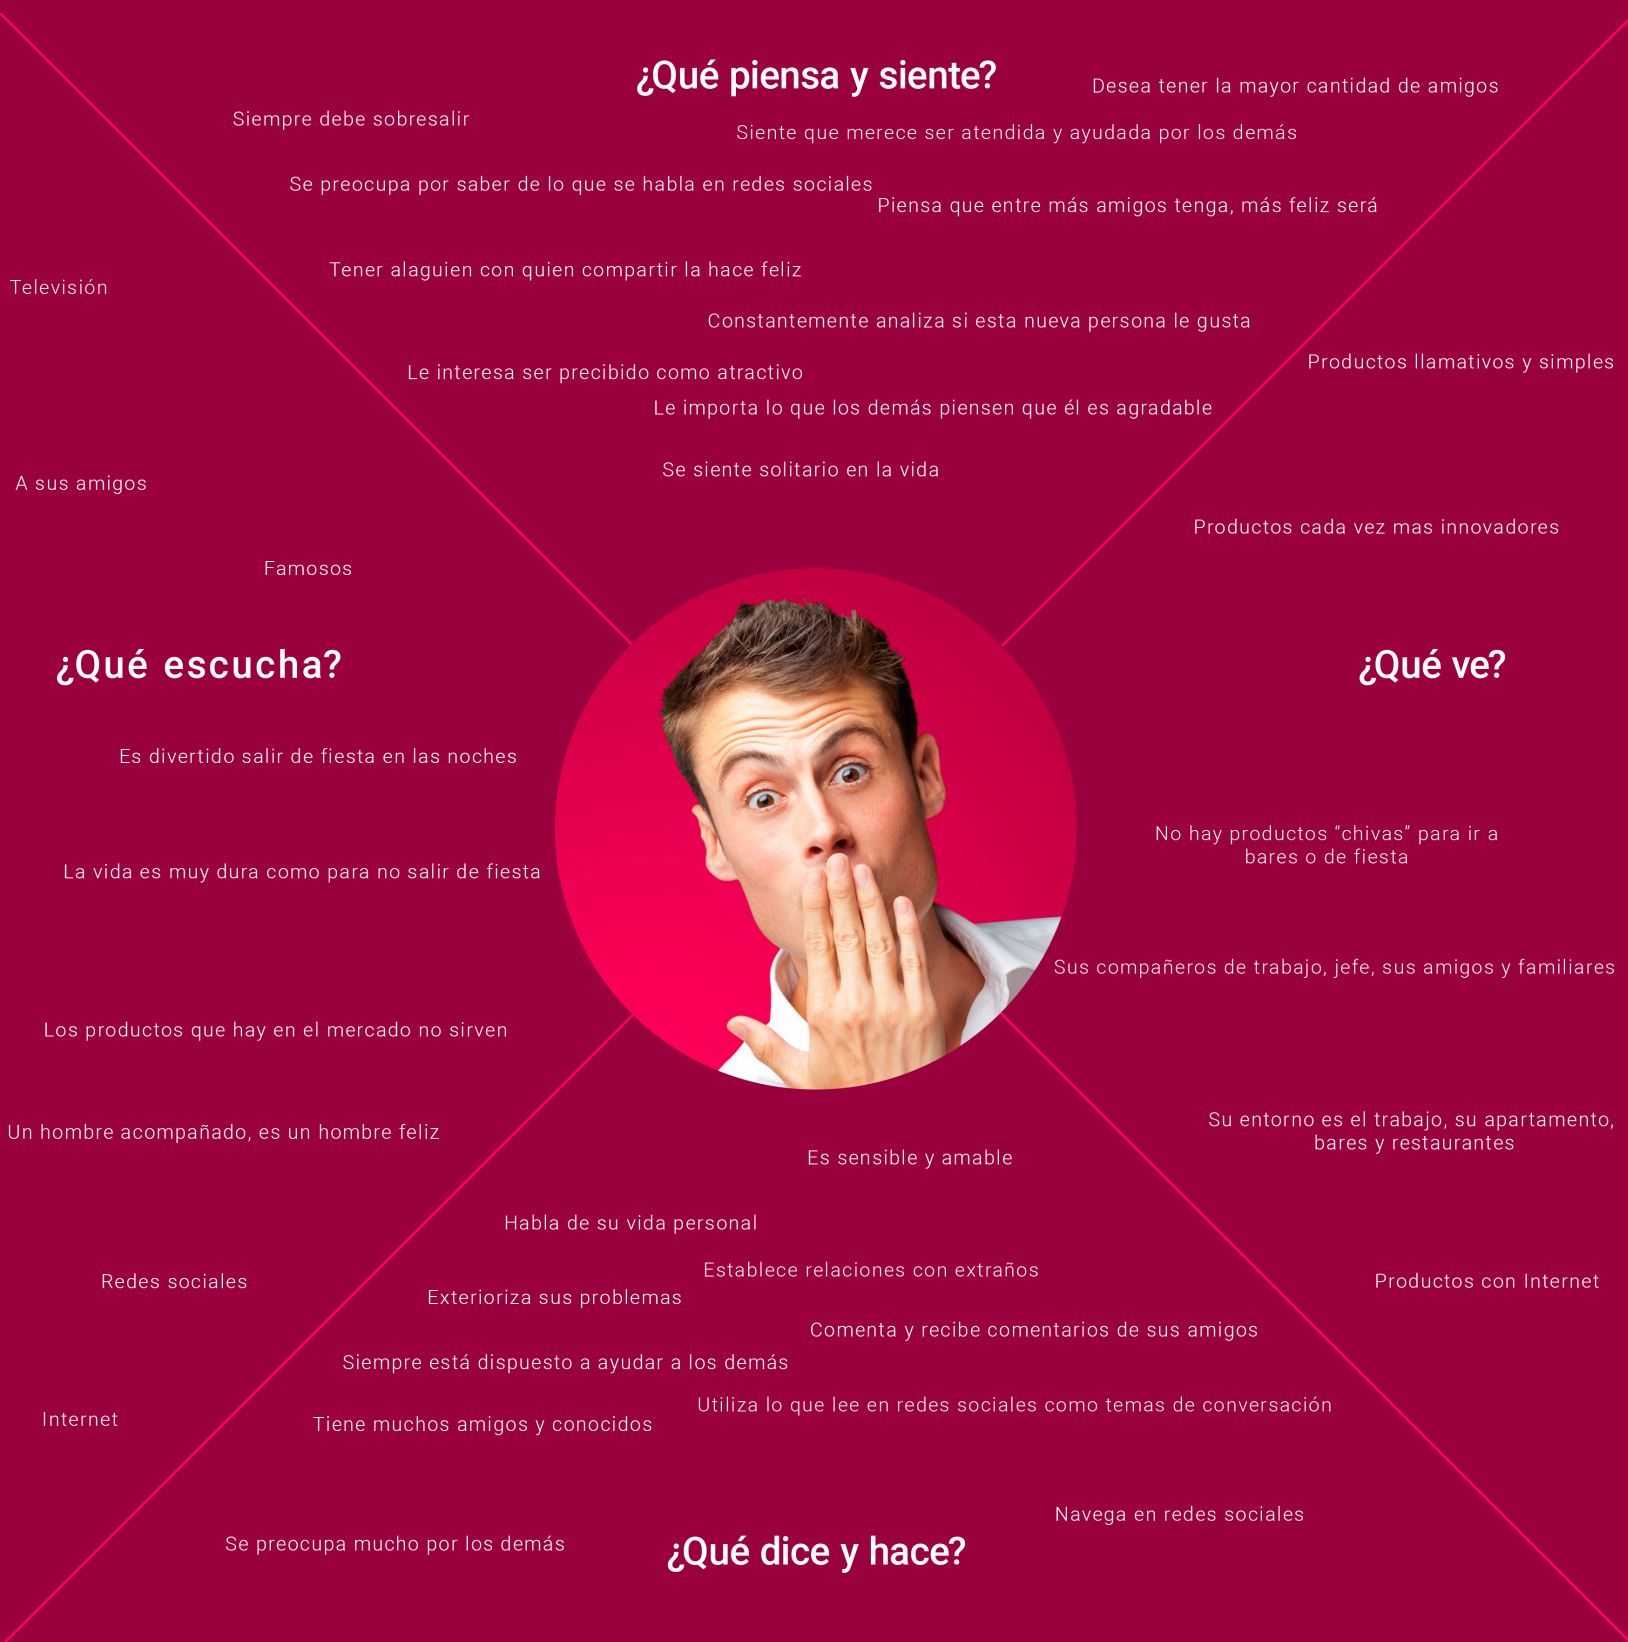 ¿Qué piensa y siente?
Desea tener la mayor cantidad de amigos
Siempre debe sobresalir
Siente que merece ser atendida y ayudada por los demás
Se preocupa por saber de lo que se habla en redes sociales
Piensa que entre más amigos tenga, más feliz será
Tener alaguien con quien compartir la hace feliz
Constantemente analiza si esta nueva persona le gusta
Le interesa ser precibido como atractivo
Le importa lo que los demás piensen que él es agradable
Se siente solitario en la vida
Televisión
A sus amigos
Famosos
¿Qué escucha?
Es divertido salir de fiesta en las noches
La vida es muy dura como para no salir de fiesta
Los productos que hay en el mercado no sirven
Un hombre acompañado, es un hombre feliz
Redes sociales
Internet
Productos llamativos y simples
Productos cada vez mas innovadores
¿Qué ve?
No hay productos “chivas” para ir a
bares o de fiesta
Sus compañeros de trabajo, jefe, sus amigos y familiares
Su entorno es el trabajo, su apartamento,
bares y restaurantes
Productos con Internet
Es sensible y amable
Habla de su vida personal
Establece relaciones con extraños
Exterioriza sus problemas
Comenta y recibe comentarios de sus amigos
Siempre está dispuesto a ayudar a los demás
Utiliza lo que lee en redes sociales como temas de conversación
Tiene muchos amigos y conocidos
Navega en redes sociales
Se preocupa mucho por los demás
¿Qué dice y hace?